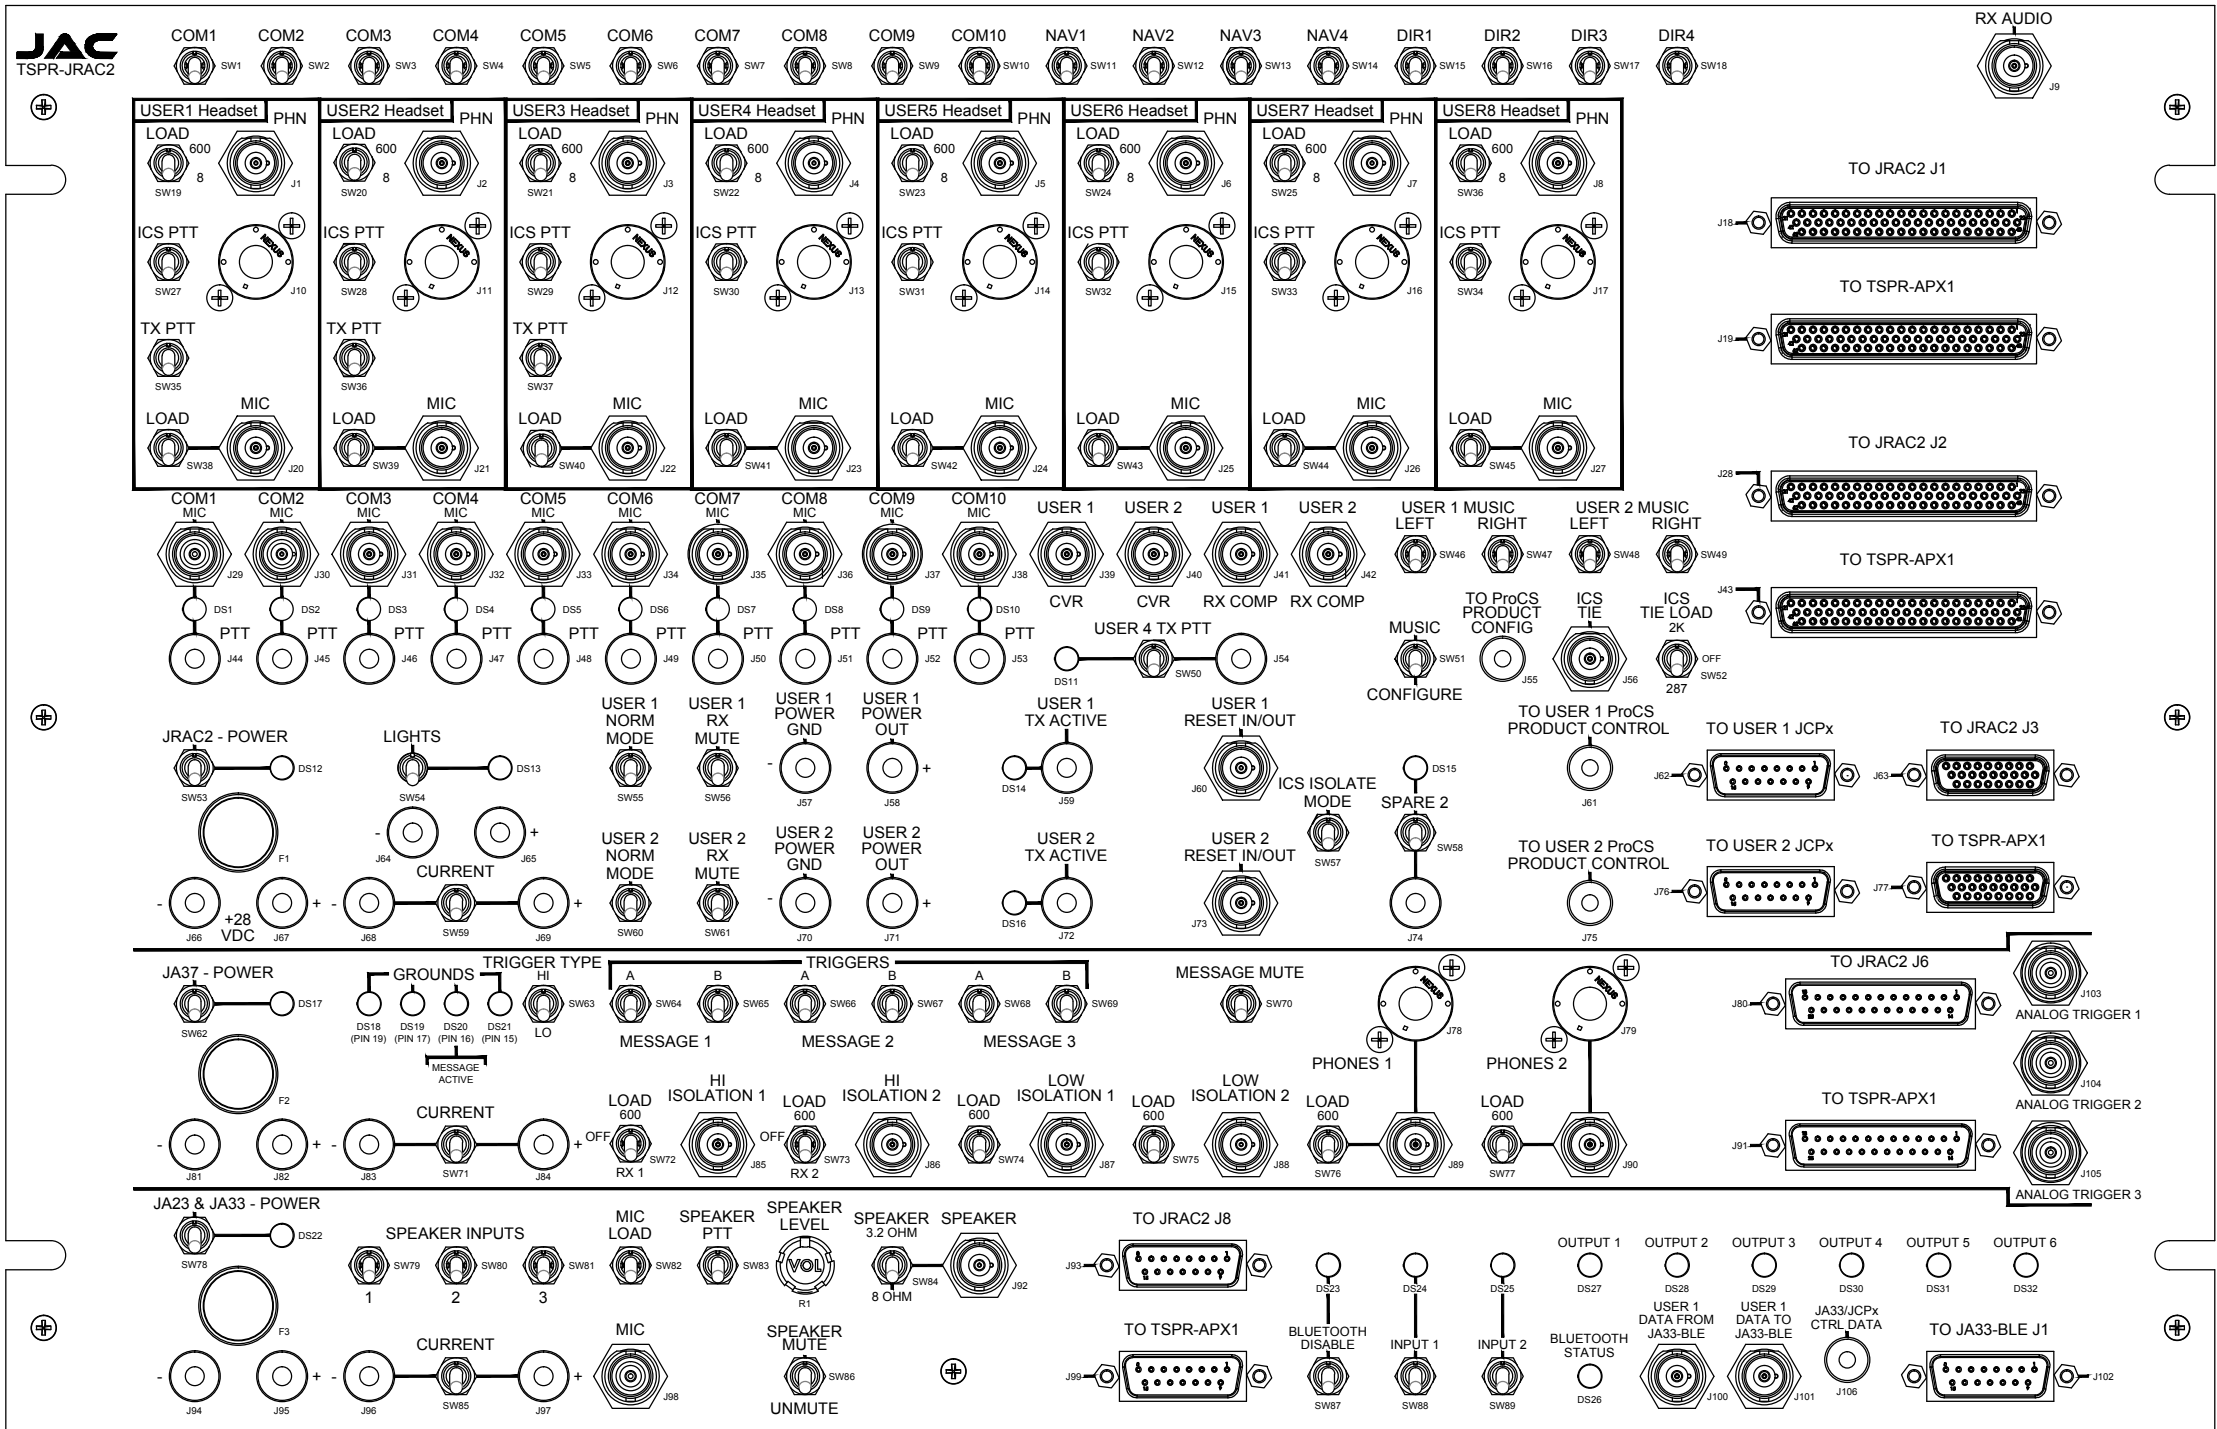 JAC
TSPR-JRAC2
COM1 COM2 COM3 COM4 COM5 COM6 COM7 COM8 COM9 COM10 NAV1 NAV2 NAV3 NAV4 DIR1 DIR2 DIR3 DIR4
SW1 SW2 SW3 SW4 SW5 SW6 SW7 SW8 SW9 SW10 SW11 SW12 SW13 SW14 SW15 SW16 SW17 SW18
RX AUDIO
J9
USER1 Headset PHN USER2 Headset PHN USER3 Headset PHN USER4 Headset PHN USER5 Headset PHN USER6 Headset PHN USER7 Headset PHN USER8 Headset PHN
LOAD LOAD LOAD LOAD LOAD LOAD LOAD LOAD
600 600 600 600 600 600 600 600
8 8 8 8 8 8 8 8
SW19 J1 SW20 J2 SW21 J3 SW22 J4 SW23 J5 SW24 J6 SW25 J7 SW36 J8
ICS PTT ICS PTT ICS PTT ICS PTT ICS PTT ICS PTT ICS PTT ICS PTT
NEXUS NEXUS NEXUS NEXUS NEXUS NEXUS NEXUS NEXUS
SW27 J10 SW28 J11 SW29 J12 SW30 J13 SW31 J14 SW32 J15 SW33 J16 SW34 J17
TX PTT TX PTT TX PTT
SW35 SW36 SW37
MIC MIC MIC MIC MIC MIC MIC MIC
LOAD LOAD LOAD LOAD LOAD LOAD LOAD LOAD
SW38 J20 SW39 J21 SW40 J22 SW41 J23 SW42 J24 SW43 J25 SW44 J26 SW45 J27
TO JRAC2 J1
J18
TO TSPR-APX1
J19
TO JRAC2 J2
J28
TO TSPR-APX1
J43
COM1 COM2 COM3 COM4 COM5 COM6 COM7 COM8 COM9 COM10
MIC MIC MIC MIC MIC MIC MIC MIC MIC MIC
J29 J30 J31 J32 J33 J34 J35 J36 J37 J38
DS1 DS2 DS3 DS4 DS5 DS6 DS7 DS8 DS9 DS10
PTT PTT PTT PTT PTT PTT PTT PTT PTT PTT
J44 J45 J46 J47 J48 J49 J50 J51 J52 J53
USER 1 USER 2 USER 1 USER 2
J39 J40 J41 J42
CVR CVR RX COMP RX COMP
USER 1 MUSIC USER 2 MUSIC
LEFT RIGHT LEFT RIGHT
SW46 SW47 SW48 SW49
USER 4 TX PTT
DS11 SW50 J54
MUSIC
SW51
CONFIGURE
TO ProCS
PRODUCT
CONFIG
J55
ICS
TIE
J56
ICS
TIE LOAD
2K
OFF
SW52
287
JRAC2 - POWER
DS12
SW53
F1
- +
+28
VDC
J66 J67
LIGHTS
DS13
SW54
- +
J64 J65
CURRENT
- +
J68 SW59 J69
USER 1
NORM
MODE
SW55
USER 1
RX
MUTE
SW56
USER 1
POWER
GND
-
J57
USER 1
POWER
OUT
+
J58
USER 2
NORM
MODE
SW60
USER 2
RX
MUTE
SW61
USER 2
POWER
GND
-
J70
USER 2
POWER
OUT
+
J71
USER 1
TX ACTIVE
DS14 J59
USER 2
TX ACTIVE
DS16 J72
USER 1
RESET IN/OUT
J60
USER 2
RESET IN/OUT
J73
ICS ISOLATE
MODE
SW57
DS15
SPARE 2
SW58
J74
TO USER 1 ProCS
PRODUCT CONTROL
J61
TO USER 2 ProCS
PRODUCT CONTROL
J75
TO USER 1 JCPx
J62
TO USER 2 JCPx
J76
TO JRAC2 J3
J63
TO TSPR-APX1
J77
JA37 - POWER
DS17
SW62
F2
- +
J81 J82
GROUNDS
DS18 DS19 DS20 DS21
(PIN 19) (PIN 17) (PIN 16) (PIN 15)
MESSAGE
ACTIVE
CURRENT
- +
J83 SW71 J84
TRIGGER TYPE
HI
SW63
LO
TRIGGERS
A B A B A B
SW64 SW65 SW66 SW67 SW68 SW69
MESSAGE 1 MESSAGE 2 MESSAGE 3
MESSAGE MUTE
SW70
LOAD
600
OFF
SW72
RX 1
HI
ISOLATION 1
J85
LOAD
600
OFF
SW73
RX 2
HI
ISOLATION 2
J86
LOAD
600
SW74
LOW
ISOLATION 1
J87
LOAD
600
SW75
LOW
ISOLATION 2
J88
NEXUS
J78
PHONES 1
LOAD
600
SW76 J89
NEXUS
J79
PHONES 2
LOAD
600
SW77 J90
TO JRAC2 J6
J80
TO TSPR-APX1
J91
J103
ANALOG TRIGGER 1
J104
ANALOG TRIGGER 2
J105
ANALOG TRIGGER 3
JA23 & JA33 - POWER
DS22
SW78
F3
- +
J94 J95
SPEAKER INPUTS
SW79 SW80 SW81
1 2 3
CURRENT
- +
J96 SW85 J97
MIC
LOAD
SW82
MIC
J98
SPEAKER
PTT
SW83
SPEAKER
LEVEL
VOL
R1
SPEAKER
MUTE
SW86
UNMUTE
SPEAKER
3.2 OHM
SW84
8 OHM
SPEAKER
J92
TO JRAC2 J8
J93
TO TSPR-APX1
J99
DS23 DS24 DS25
BLUETOOTH
DISABLE
INPUT 1 INPUT 2
SW87 SW88 SW89
OUTPUT 1 OUTPUT 2 OUTPUT 3 OUTPUT 4 OUTPUT 5 OUTPUT 6
DS27 DS28 DS29 DS30 DS31 DS32
BLUETOOTH
STATUS
DS26
USER 1
DATA FROM
JA33-BLE
J100
USER 1
DATA TO
JA33-BLE
J101
JA33/JCPx
CTRL DATA
J106
TO JA33-BLE J1
J102